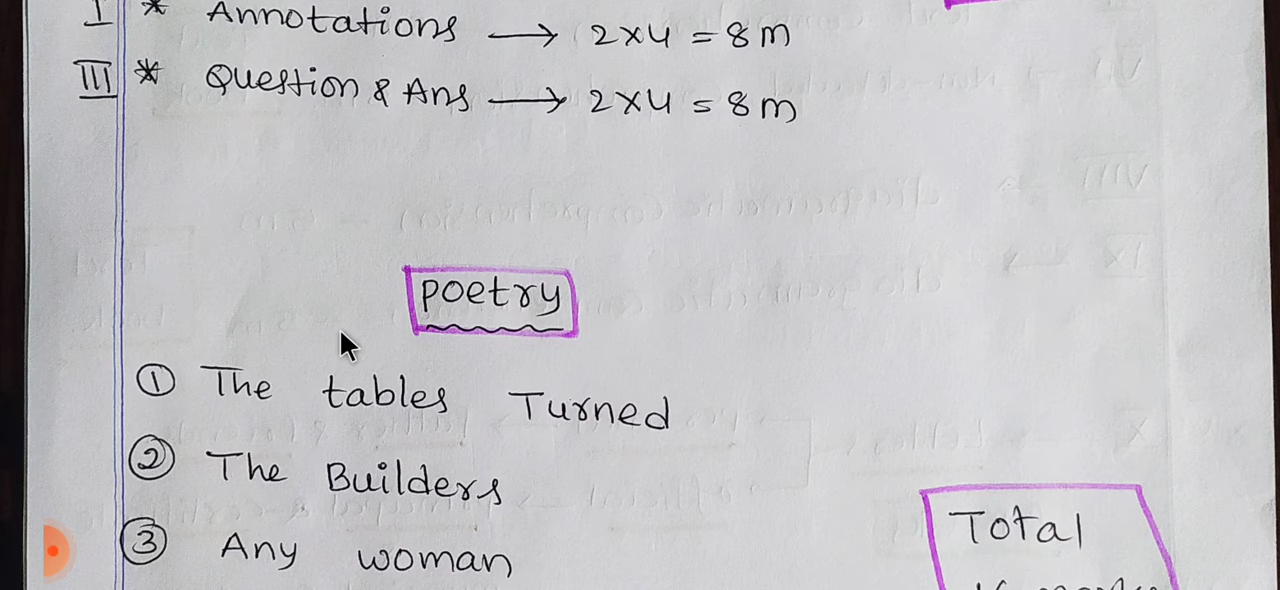 I * Annotations → 2x4 = 8m
III * Question & Ans → 2x4 = 8m
Poetry
① The tables Turned
② The Builders
③ Any woman
Total